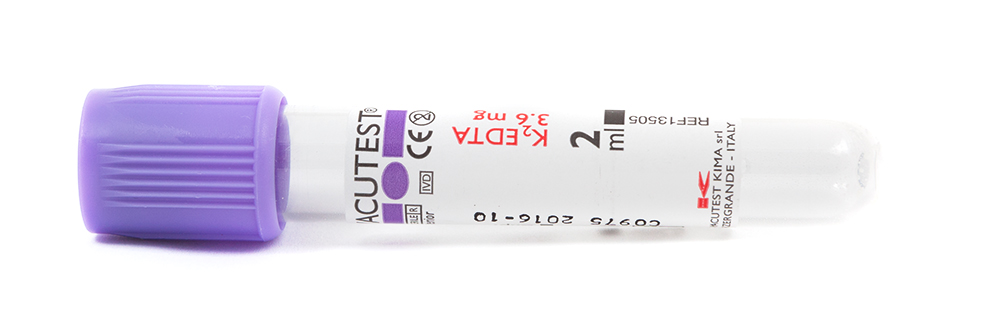 ACUTEST®
CE
IVD
K2EDTA
3.6 mg
2
ml
REF13505
K
ACUTEST KIMA srl
ZERGRANDE - ITALY
C0975 2016-10